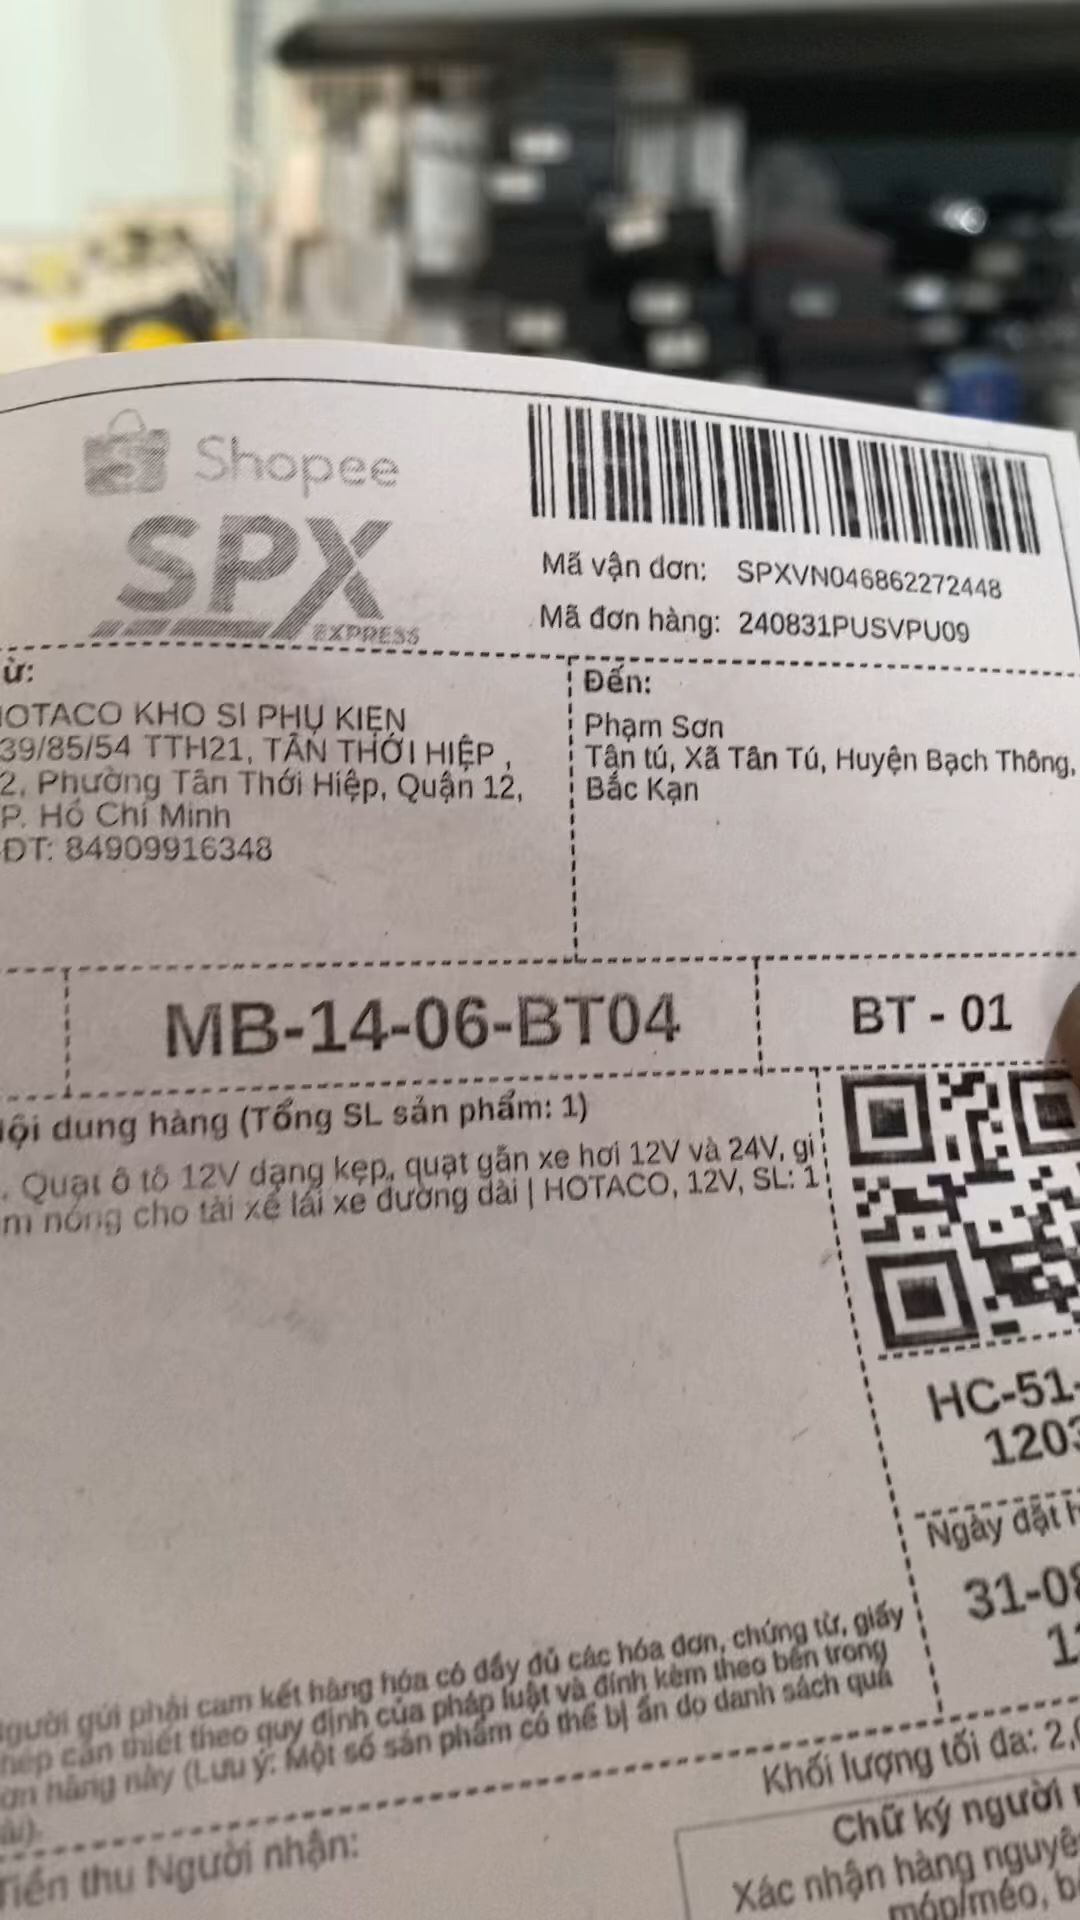 Shopee
SPX
EXPRESS
Mã vận đơn: SPXVN046862272448
Mã đơn hàng: 240831PUSVPU09
ừ:
OTACO KHO SỈ PHỤ KIỆN
39/85/54 TTH21, TÂN THỚI HIỆP ,
2, Phường Tân Thới Hiệp, Quận 12,
P. Hồ Chí Minh
ĐT: 84909916348
Đến:
Phạm Sơn
Tận tú, Xã Tân Tú, Huyện Bạch Thông,
Bắc Kạn
MB-14-06-BT04
BT - 01
ội dung hàng (Tổng SL sản phẩm: 1)
. Quạt ô tô 12V dạng kẹp, quạt gắn xe hơi 12V và 24V, gi
m nóng cho tài xế lái xe đường dài | HOTACO, 12V, SL: 1
HC-51-
1203
Ngày đặt h
31-08
1
gười gửi phải cam kết hàng hóa có đầy đủ các hóa đơn, chứng từ, giấy
hép cần thiết theo quy định của pháp luật và đính kèm theo bên trong
ơn hàng này (Lưu ý: Một số sản phẩm có thể bị ẩn do danh sách quá
ài).
Khối lượng tối đa: 2,0
Tiền thu Người nhận:
Chữ ký người
Xác nhận hàng nguyê
móp/méo, b